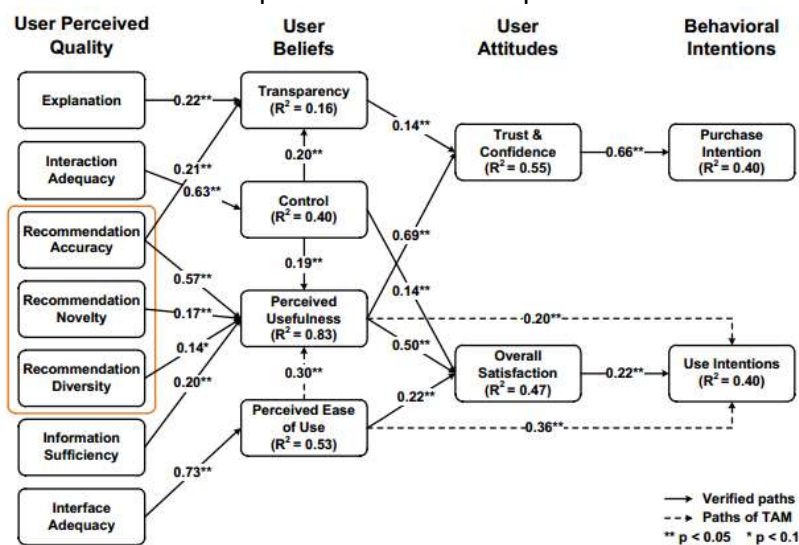 User Perceived
Quality
User
Beliefs
User
Attitudes
Behavioral
Intentions
Explanation
Interaction
Adequacy
Recommendation
Accuracy
Recommendation
Novelty
Recommendation
Diversity
Information
Sufficiency
Interface
Adequacy
0.22**
0.21**
0.63**
0.57**
0.17**
0.14*
0.20**
0.73**
Transparency
(R² = 0.16)
0.20**
Control
(R² = 0.40)
0.19**
Perceived
Usefulness
(R² = 0.83)
0.30**
Perceived Ease
of Use
(R² = 0.53)
0.14**
0.69**
0.14**
0.50**
0.22**
Trust &
Confidence
(R² = 0.55)
Overall
Satisfaction
(R² = 0.47)
0.66**
0.20**
0.22**
0.36**
Purchase
Intention
(R² = 0.40)
Use Intentions
(R² = 0.40)
Verified paths
Paths of TAM
** p < 0.05 * p < 0.1